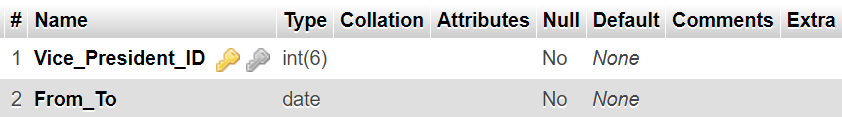 # Name Type Collation Attributes Null Default Comments Extra
1 Vice_President_ID int(6) No None
2 From_To date No None